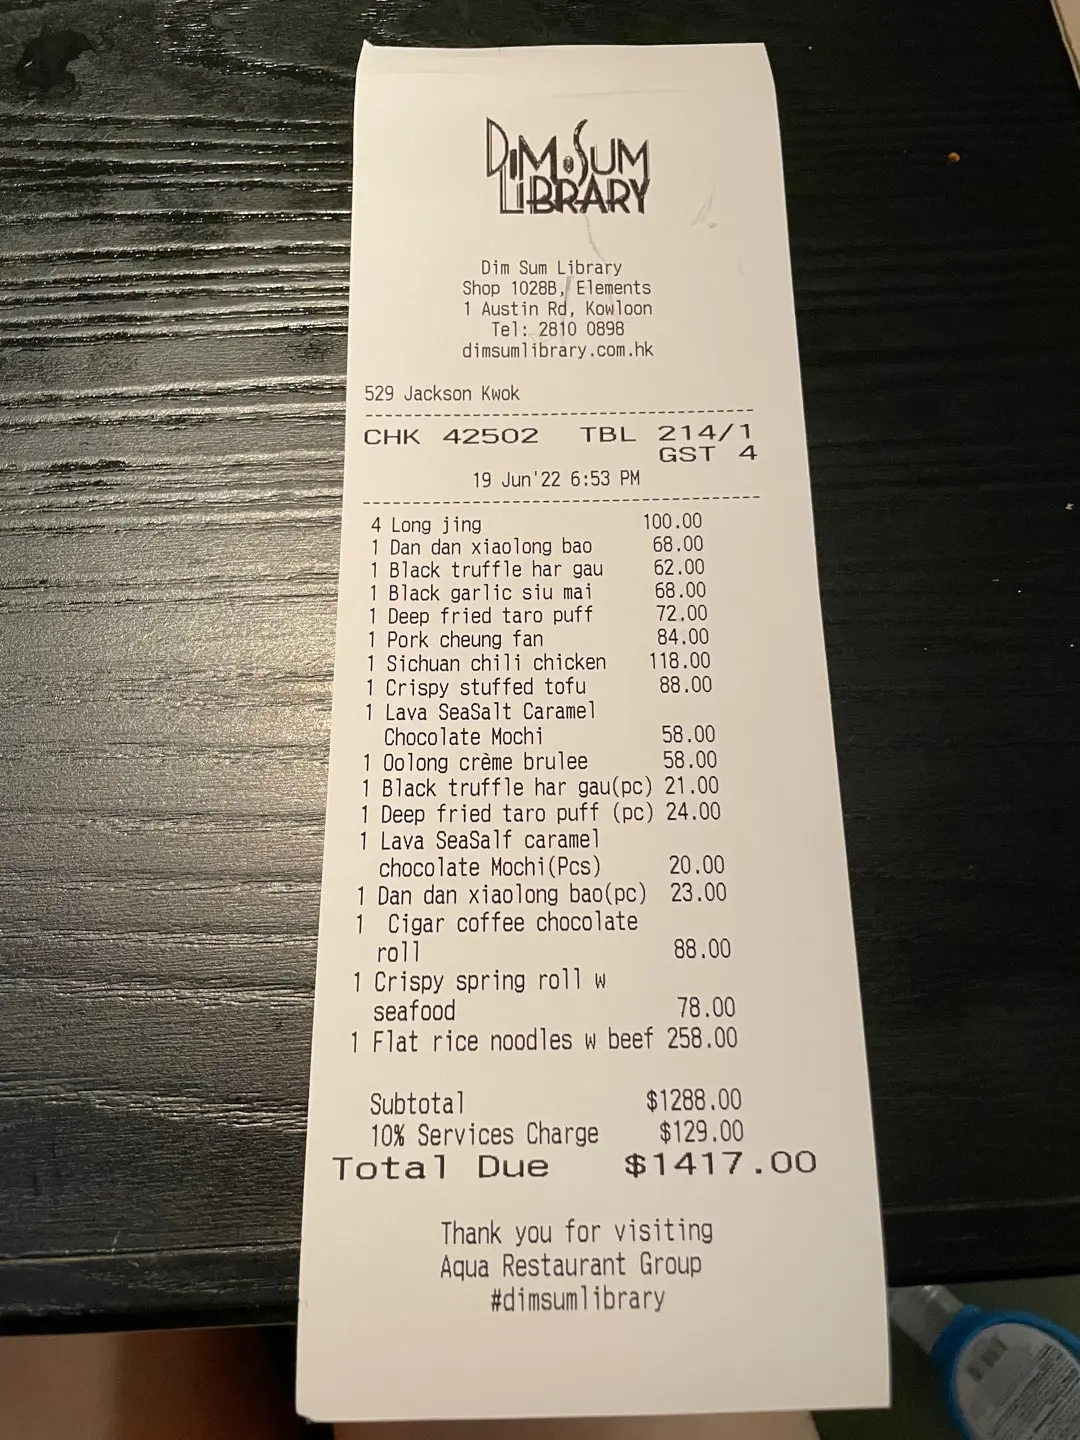 DIM SUM
LIBRARY
Dim Sum Library
Shop 1028B, Elements
1 Austin Rd, Kowloon
Tel: 2810 0898
dimsumlibrary.com.hk
529 Jackson Kwok
CHK 42502 TBL 214/1
GST 4
19 Jun'22 6:53 PM
4 Long jing 100.00
1 Dan dan xiaolong bao 68.00
1 Black truffle har gau 62.00
1 Black garlic siu mai 68.00
1 Deep fried taro puff 72.00
1 Pork cheung fan 84.00
1 Sichuan chili chicken 118.00
1 Crispy stuffed tofu 88.00
1 Lava SeaSalt Caramel
Chocolate Mochi 58.00
1 Oolong crème brulee 58.00
1 Black truffle har gau(pc) 21.00
1 Deep fried taro puff (pc) 24.00
1 Lava SeaSalf caramel
chocolate Mochi(Pcs) 20.00
1 Dan dan xiaolong bao(pc) 23.00
1 Cigar coffee chocolate
roll 88.00
1 Crispy spring roll w
seafood 78.00
1 Flat rice noodles w beef 258.00
Subtotal $1288.00
10% Services Charge $129.00
Total Due $1417.00
Thank you for visiting
Aqua Restaurant Group
#dimsumlibrary